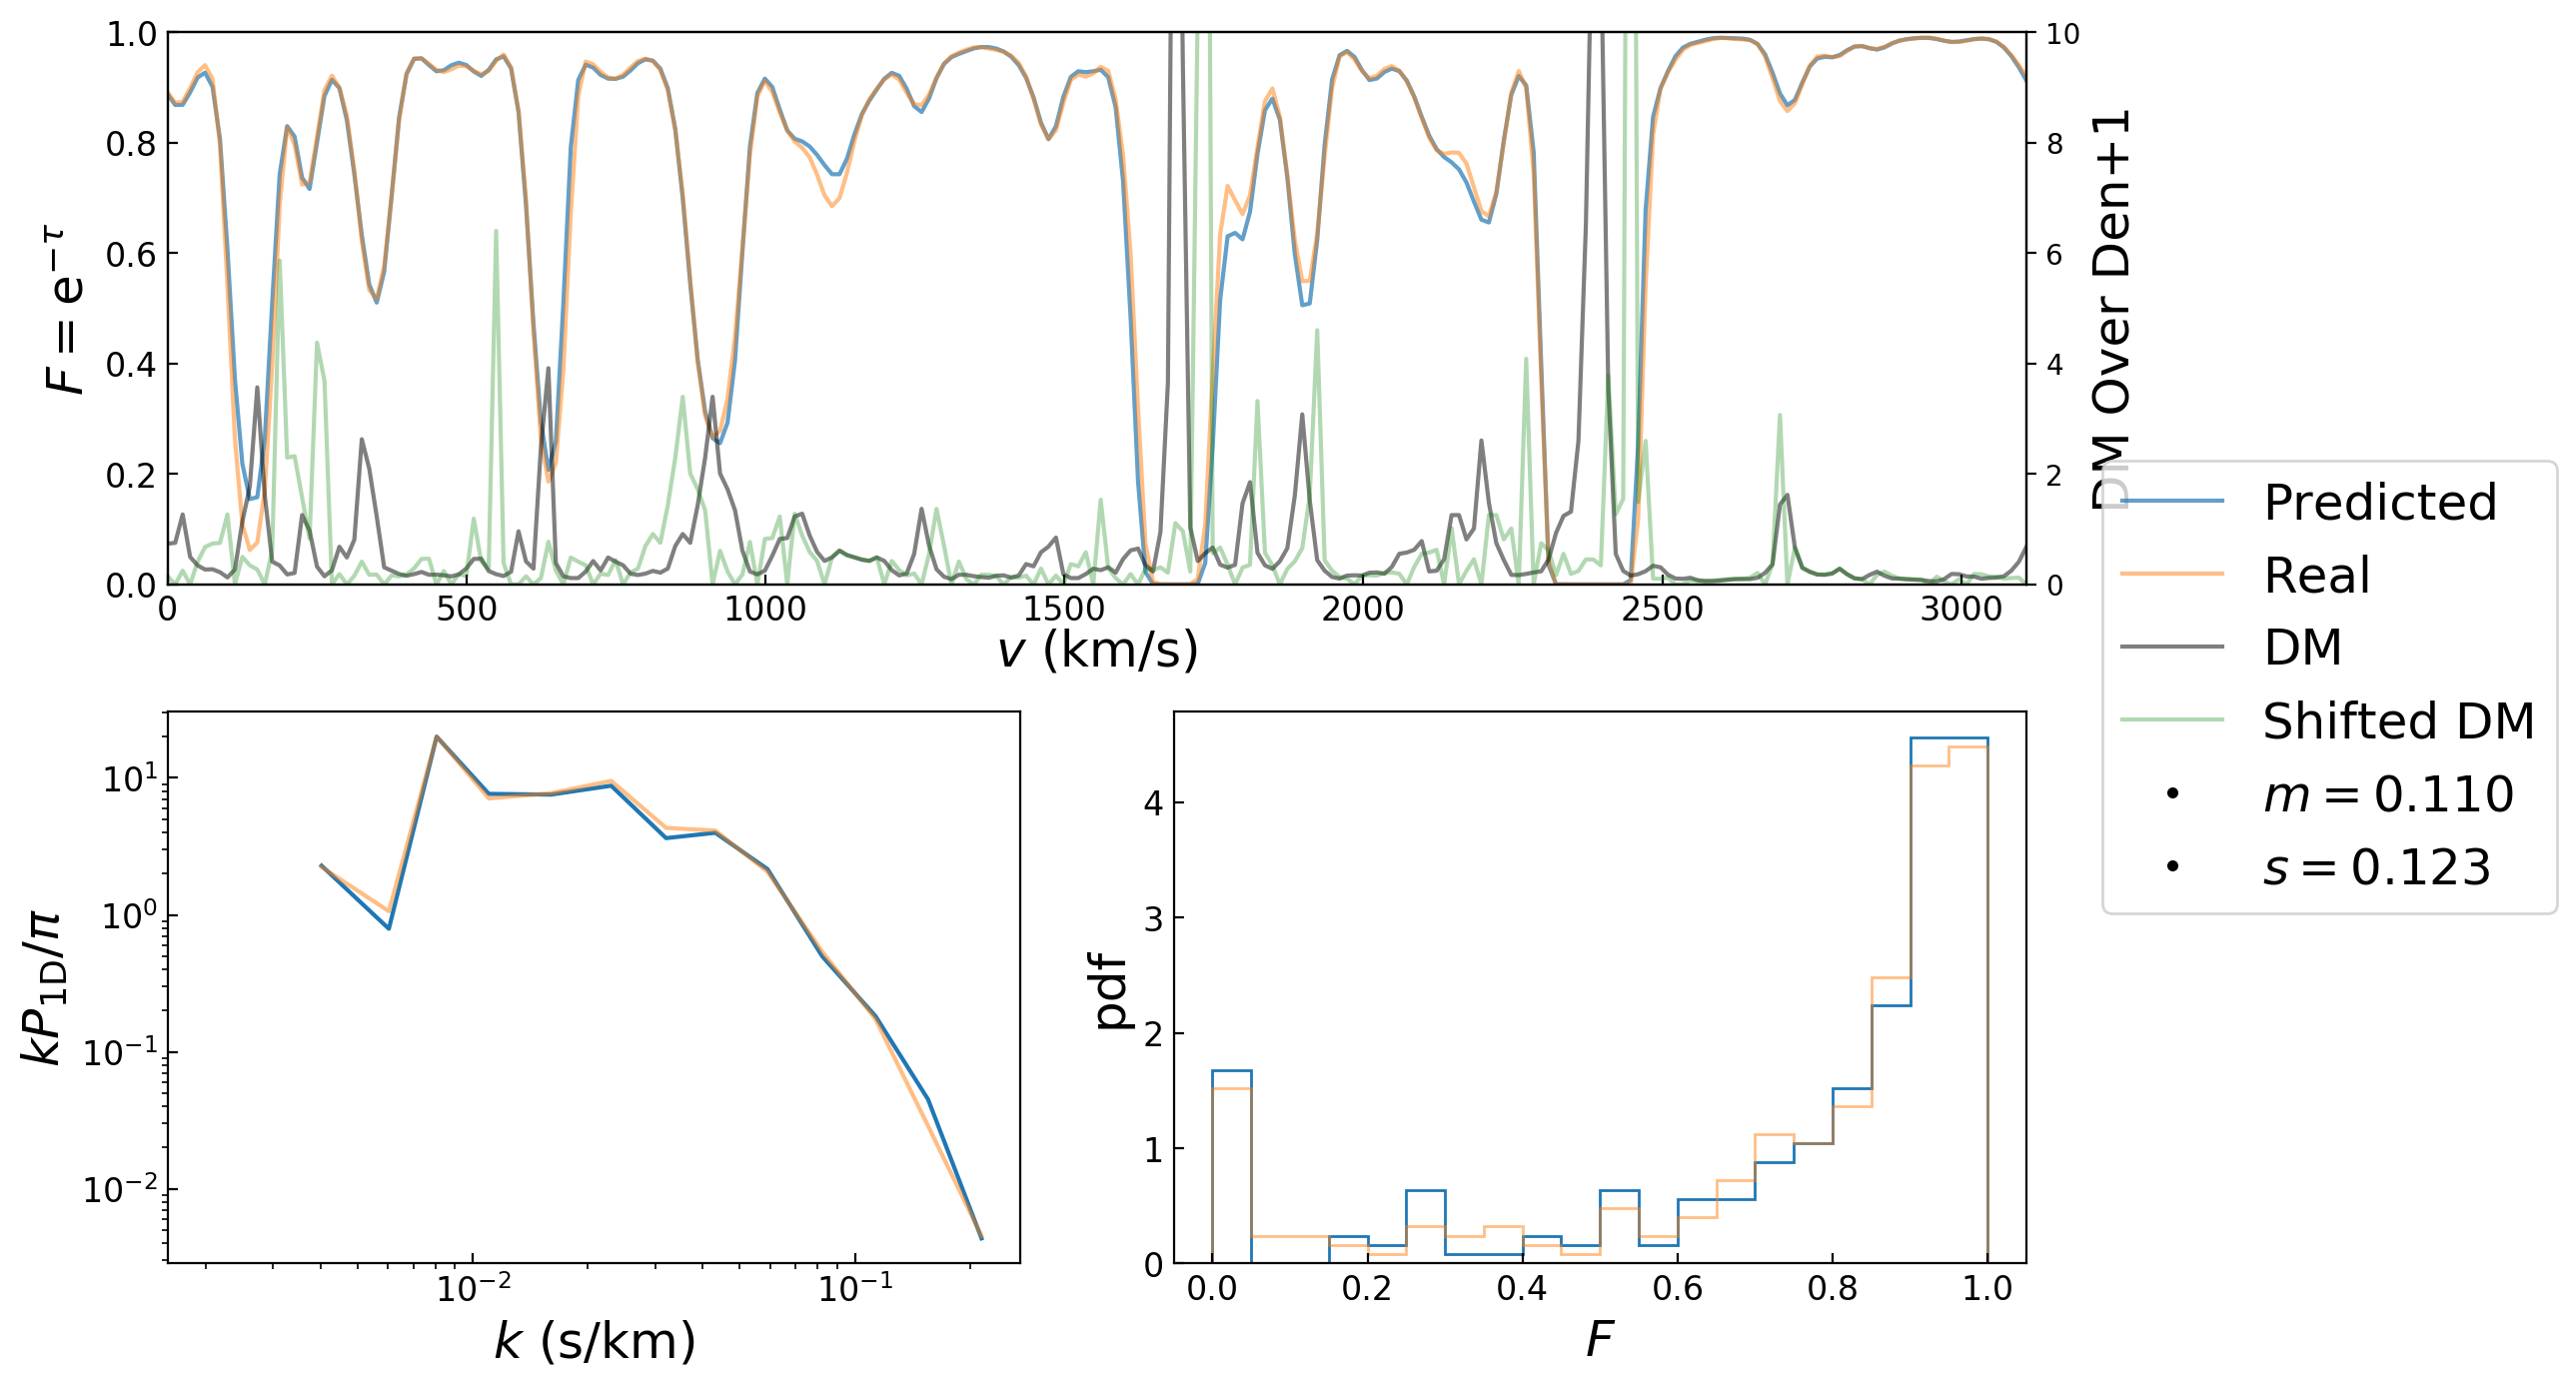 1.0
0.8
0.6
0.4
0.2
0.0
F = e^{−τ}
10
8
6
4
2
0
DM Over Den+1
0 500 1000 1500 2000 2500 3000
v (km/s)
Predicted
Real
DM
Shifted DM
m = 0.110
s = 0.123
10^1
10^0
10^{−1}
10^{−2}
kP_{1D}/π
10^{−2} 10^{−1}
k (s/km)
4
3
2
1
0
pdf
0.0 0.2 0.4 0.6 0.8 1.0
F